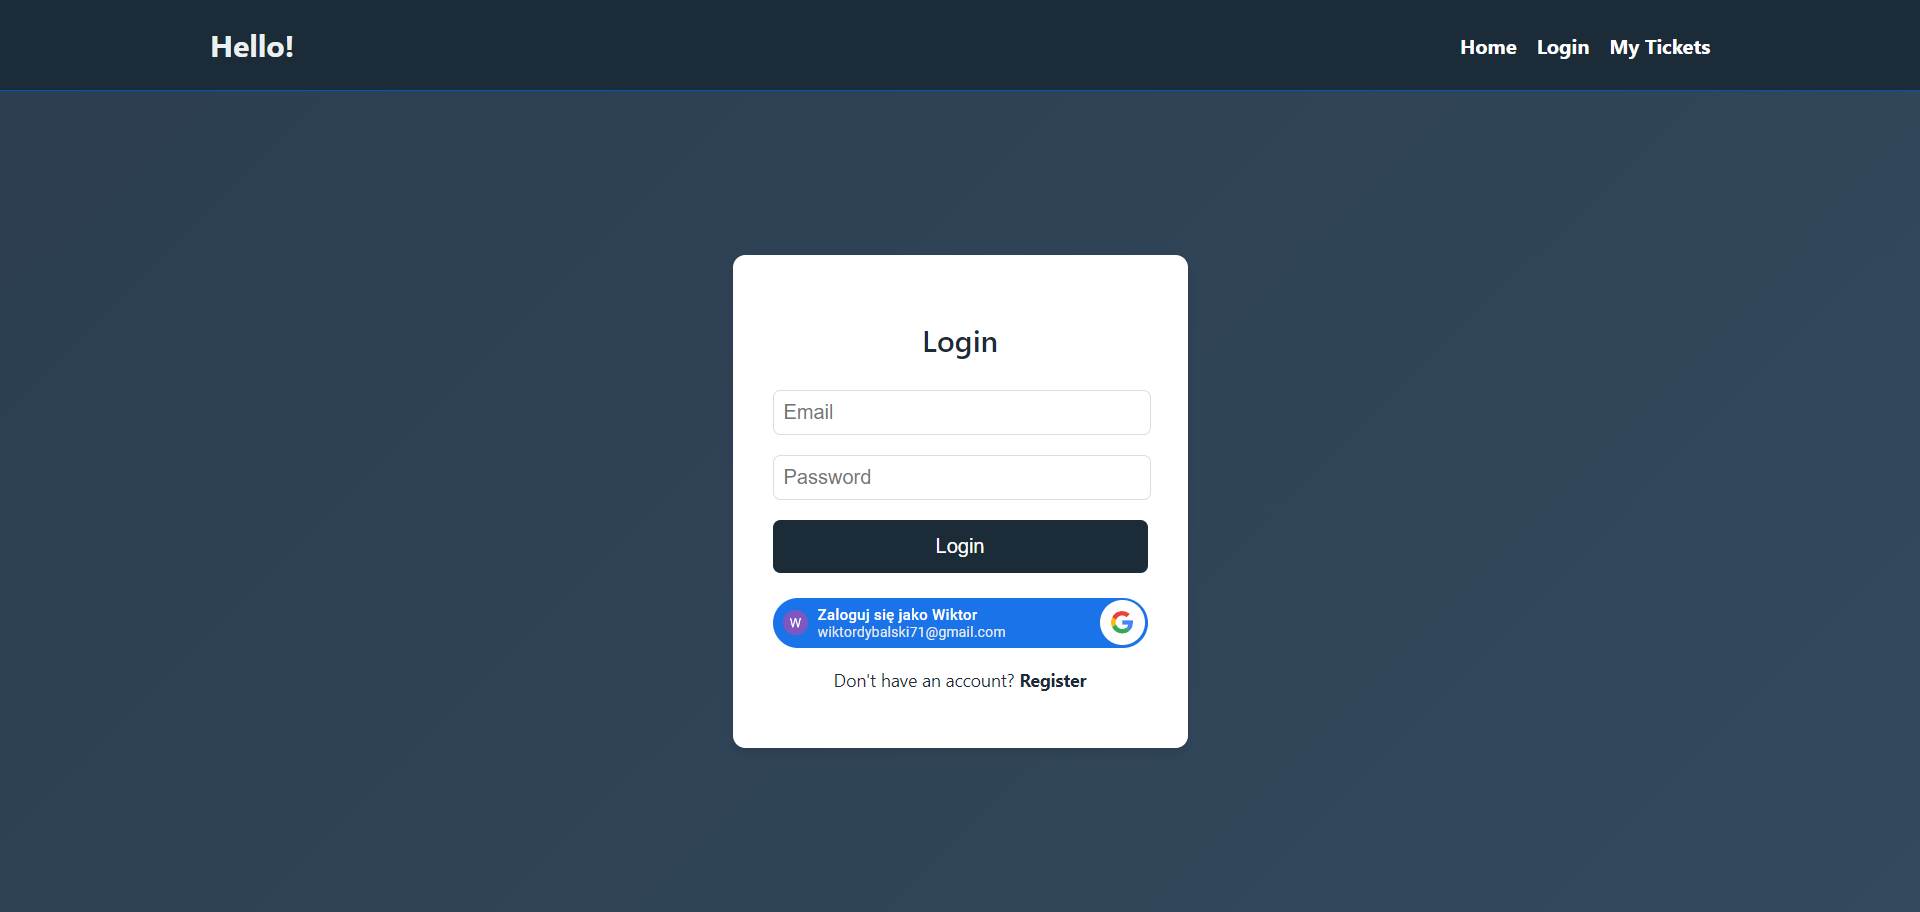 Hello!
Home Login My Tickets
Login
Email
Password
Login
W
Zaloguj się jako Wiktor
wiktordybalski71@gmail.com
Don't have an account? Register